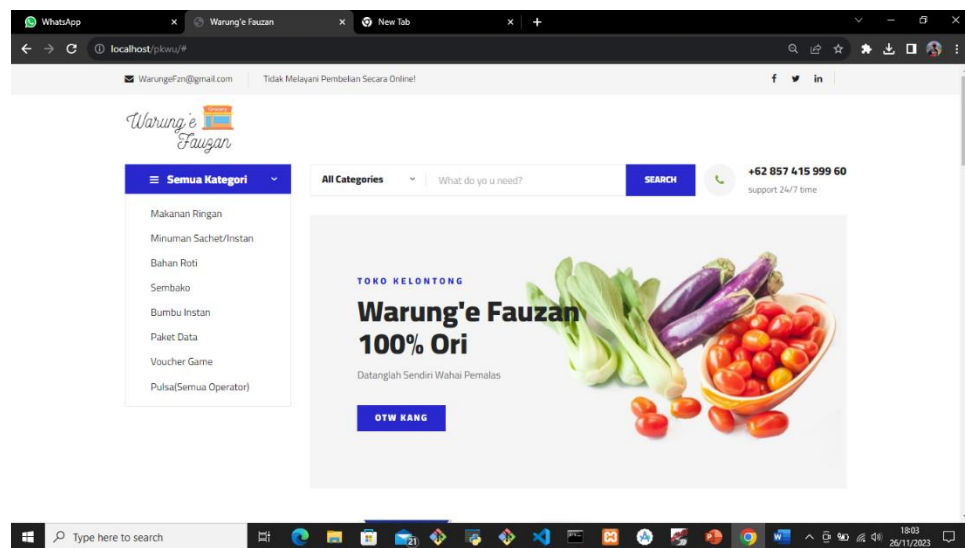 WhatsApp
Warung'e Fauzan
New Tab
localhost/pkwu/#
WarungeFzn@gmail.com
Tidak Melayani Pembelian Secara Online!
Grocery
Warung'e
Fauzan
Semua Kategori
All Categories
What do yo u need?
SEARCH
+62 857 415 999 60
support 24/7 time
Makanan Ringan
Minuman Sachet/Instan
Bahan Roti
Sembako
Bumbu Instan
Paket Data
Voucher Game
Pulsa(Semua Operator)
TOKO KELONTONG
Warung'e Fauzan
100% Ori
Datanglah Sendiri Wahai Pemalas
OTW KANG
Type here to search
21
18:03
26/11/2023